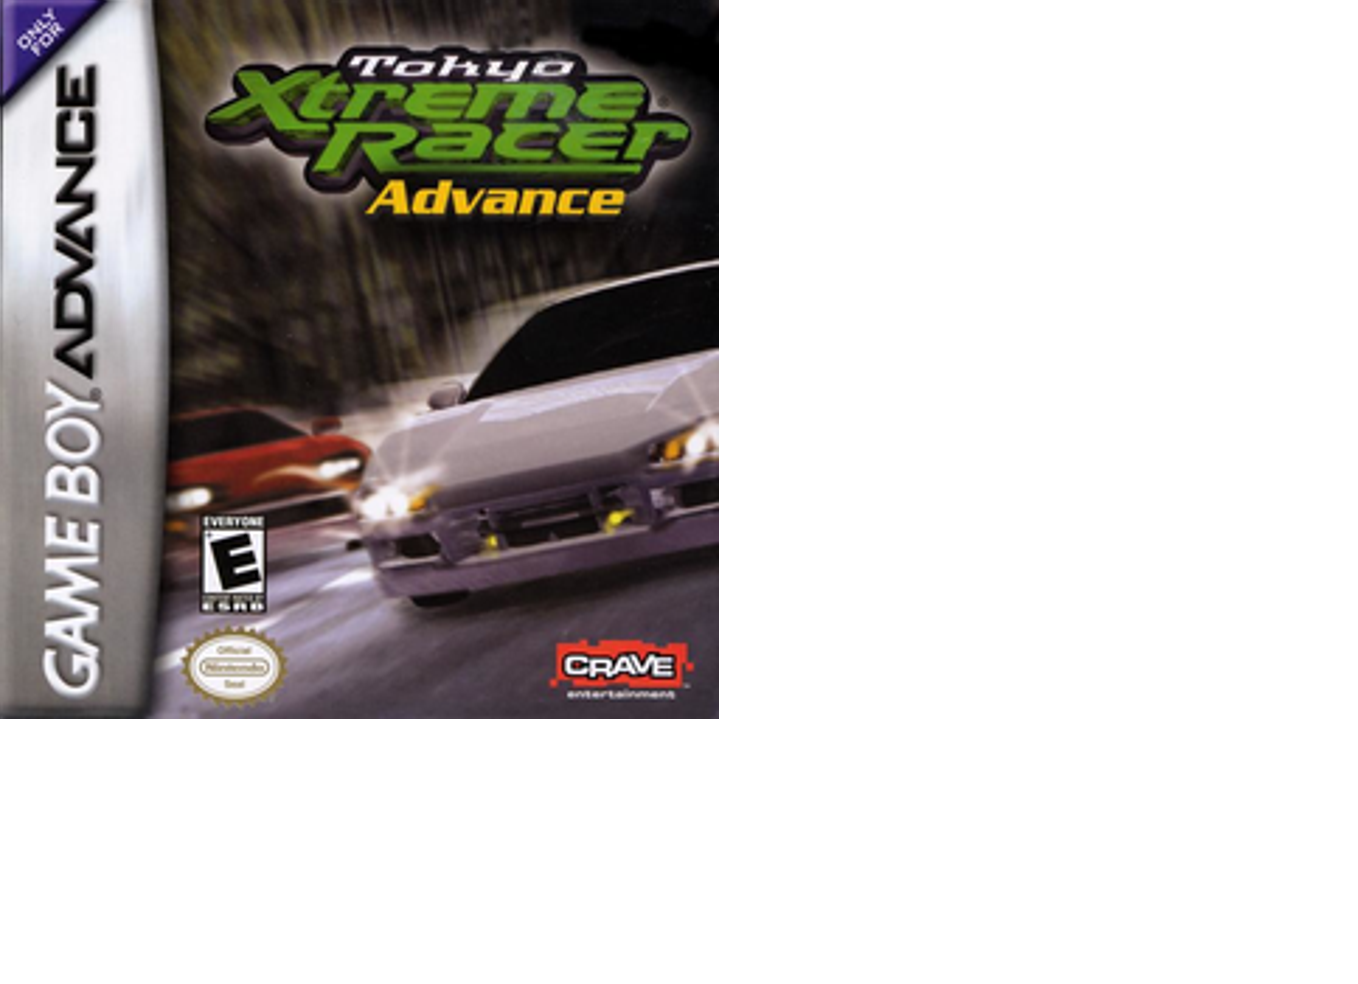 ONLY
FOR
GAME BOY ADVANCE
Tokyo
Xtreme
Racer
Advance
EVERYONE
E
ESRB
Official
Nintendo
Seal
CRAVE
entertainment